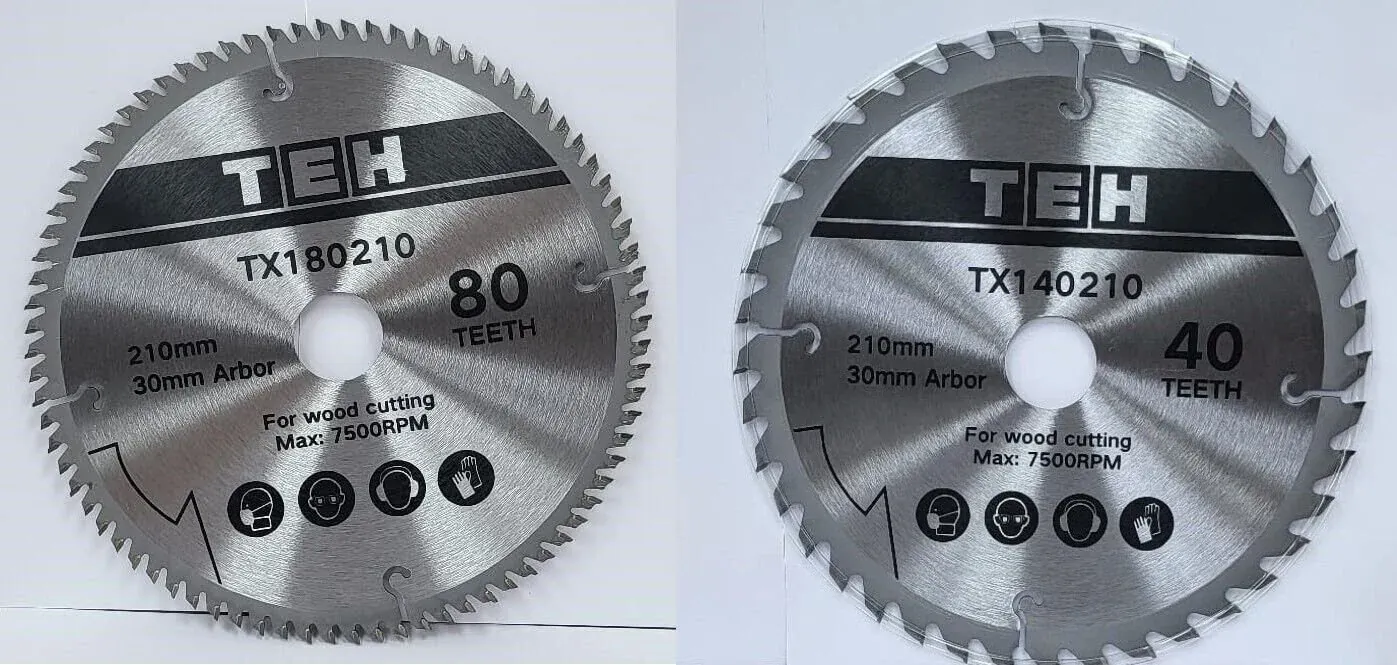 TEH
TX180210
80
TEETH
210mm
30mm Arbor
For wood cutting
Max: 7500RPM
TEH
TX140210
40
TEETH
210mm
30mm Arbor
For wood cutting
Max: 7500RPM